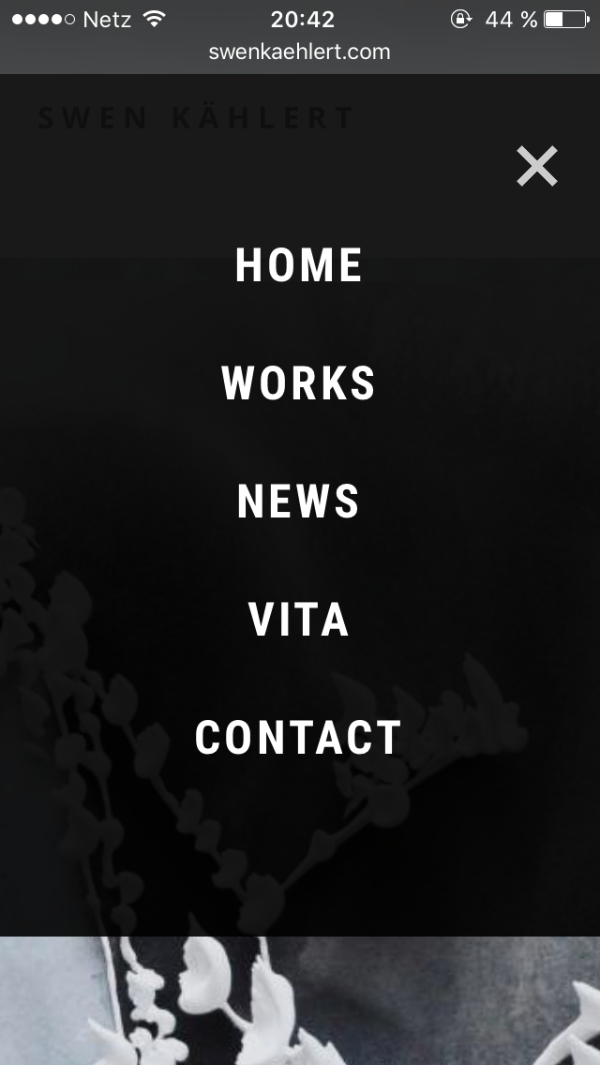 Netz 20:42 44 %
swenkaehlert.com
SWEN KÄHLERT
HOME
WORKS
NEWS
VITA
CONTACT